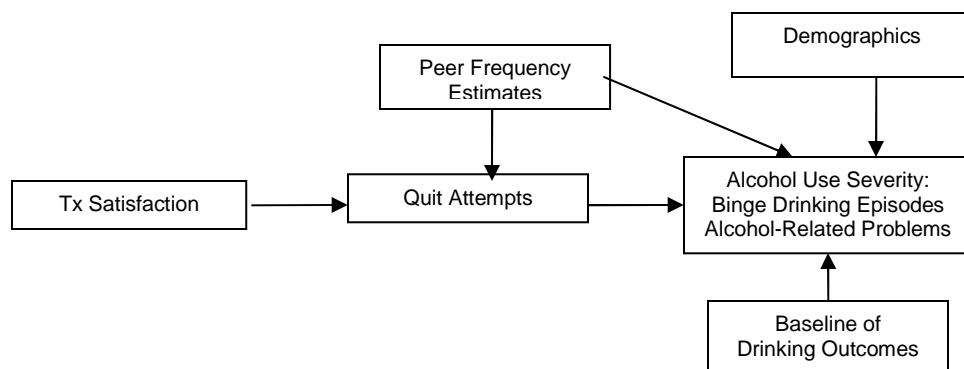 Demographics
Peer Frequency
Estimates
Tx Satisfaction
Quit Attempts
Alcohol Use Severity:
Binge Drinking Episodes
Alcohol-Related Problems
Baseline of
Drinking Outcomes